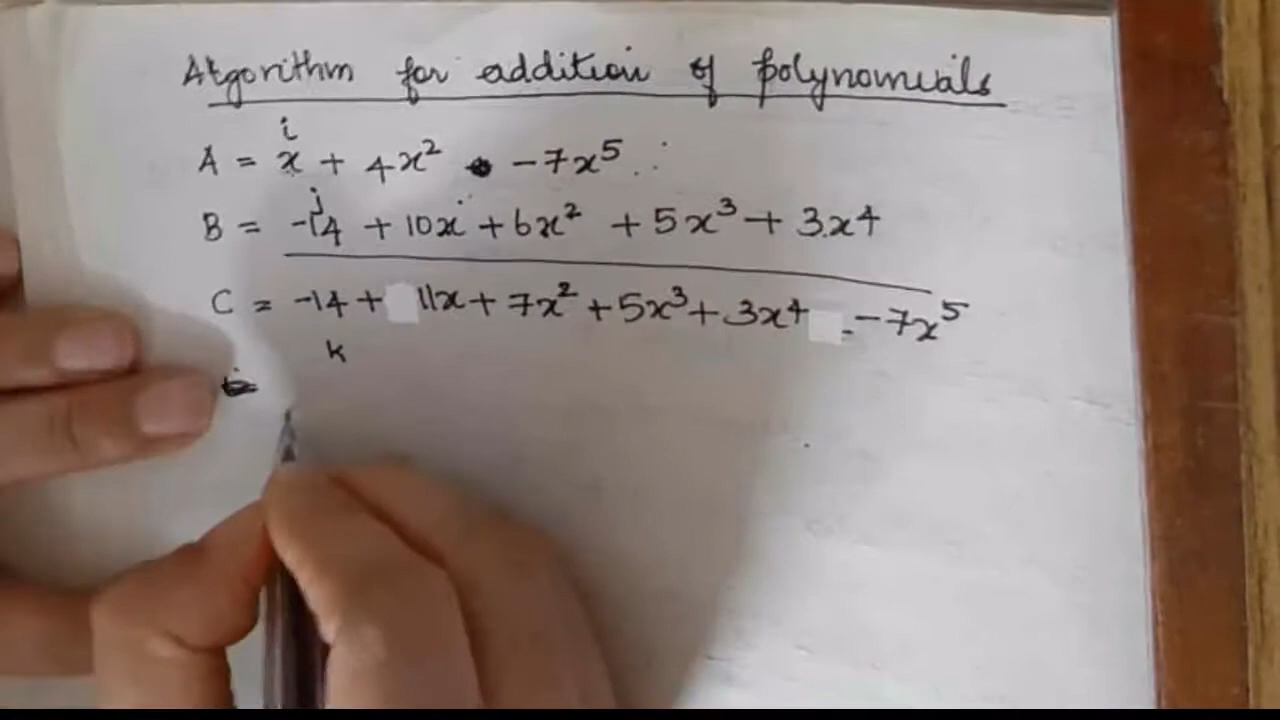 Algorithm for addition of polynomials
i
A = x + 4x² -7x⁵
j
B = -14 + 10x + 6x² + 5x³ + 3x⁴
C = -14 + 11x + 7x² + 5x³ + 3x⁴ - -7x⁵
k